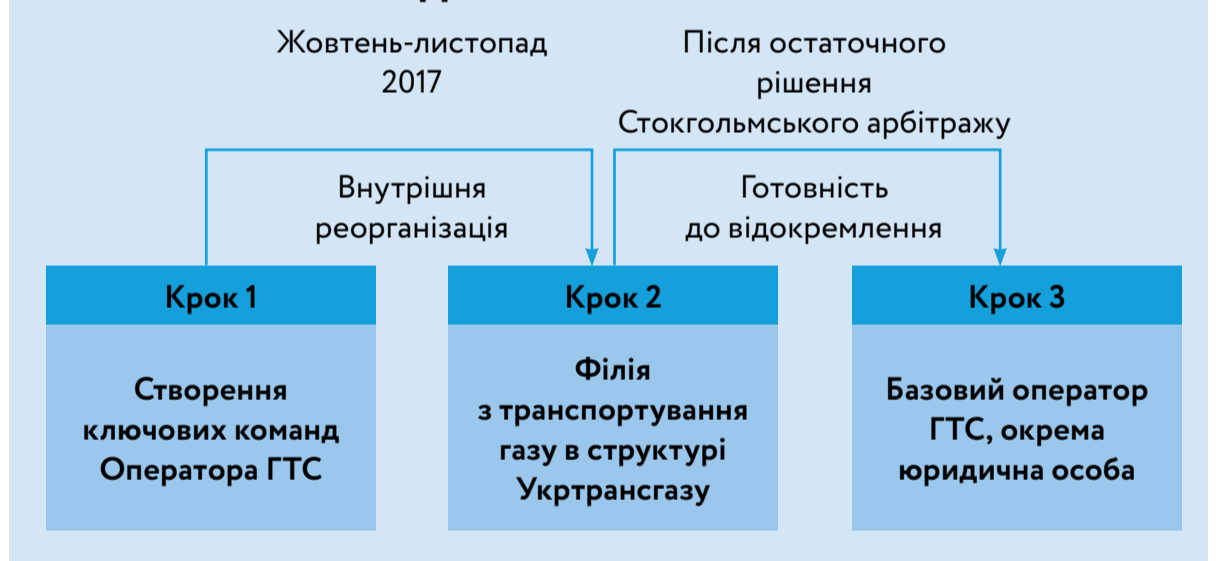 Жовтень-листопад
2017
Після остаточного
рішення
Стокгольмського арбітражу
Внутрішня
реорганізація
Готовність
до відокремлення
Крок 1
Створення
ключових команд
Оператора ГТС
Крок 2
Філія
з транспортування
газу в структурі
Укртрансгазу
Крок 3
Базовий оператор
ГТС, окрема
юридична особа